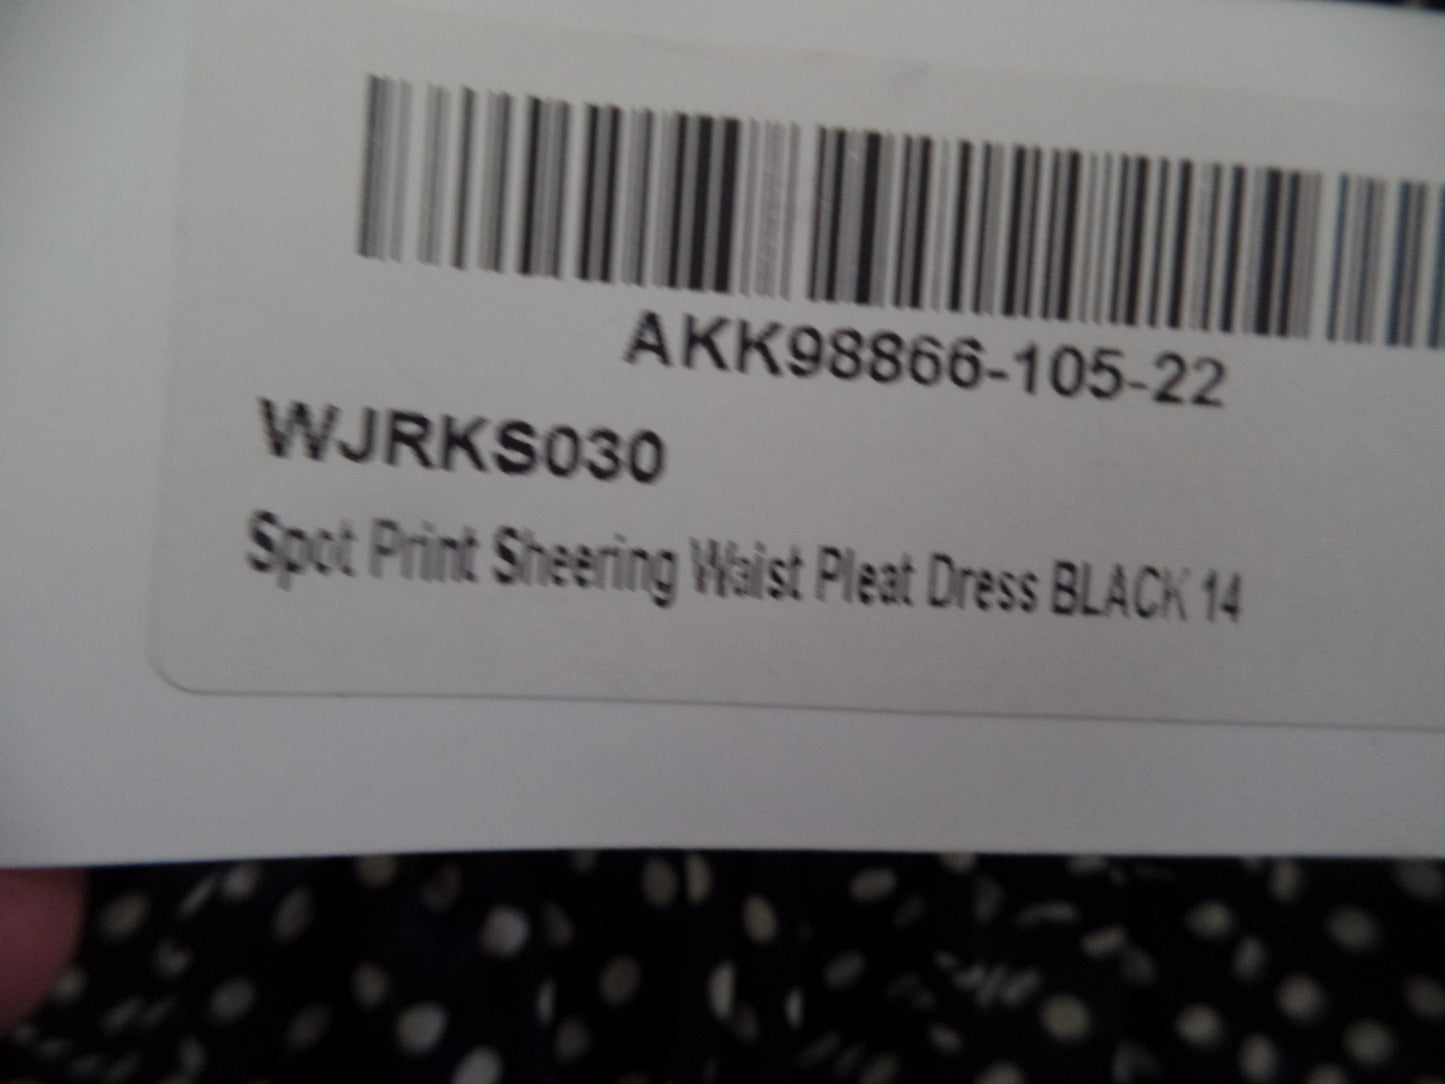 AKK98866-105-22
WJRKS030
Spot Print Sheering Waist Pleat Dress BLACK 14